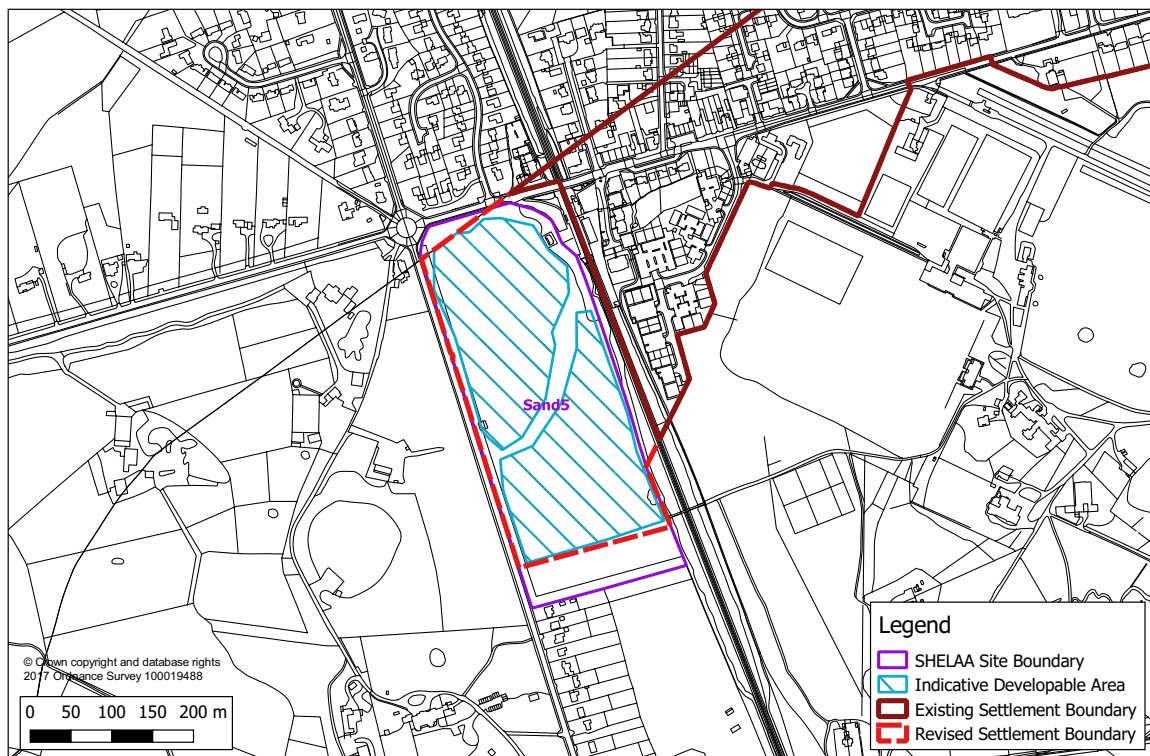 Sand5
Legend
SHELAA Site Boundary
Indicative Developable Area
Existing Settlement Boundary
Revised Settlement Boundary
© Crown copyright and database rights
2017 Ordnance Survey 100019488
0 50 100 150 200 m